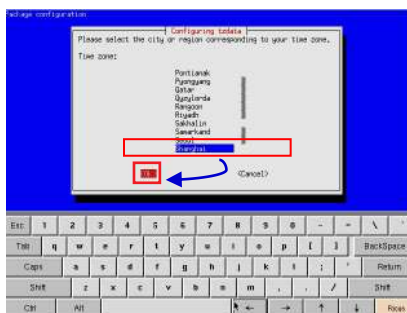 Package configuration
Configuring tzdata
Please select the city or region corresponding to your time zone.
Time zone:
Pontianak
Pyongyang
Qatar
Qyzylorda
Rangoon
Riyadh
Sakhalin
Samarkand
Seoul
Shanghai
<Cancel>
Esc 1 2 3 4 5 6 7 8 9 0 - = \ `
Tab q w e r t y u i o p [ ] BackSpace
Caps a s d f g h j k l ; ' Return
Shift z x c v b n m , . / Shift
Ctrl Alt ← → ↑ ↓